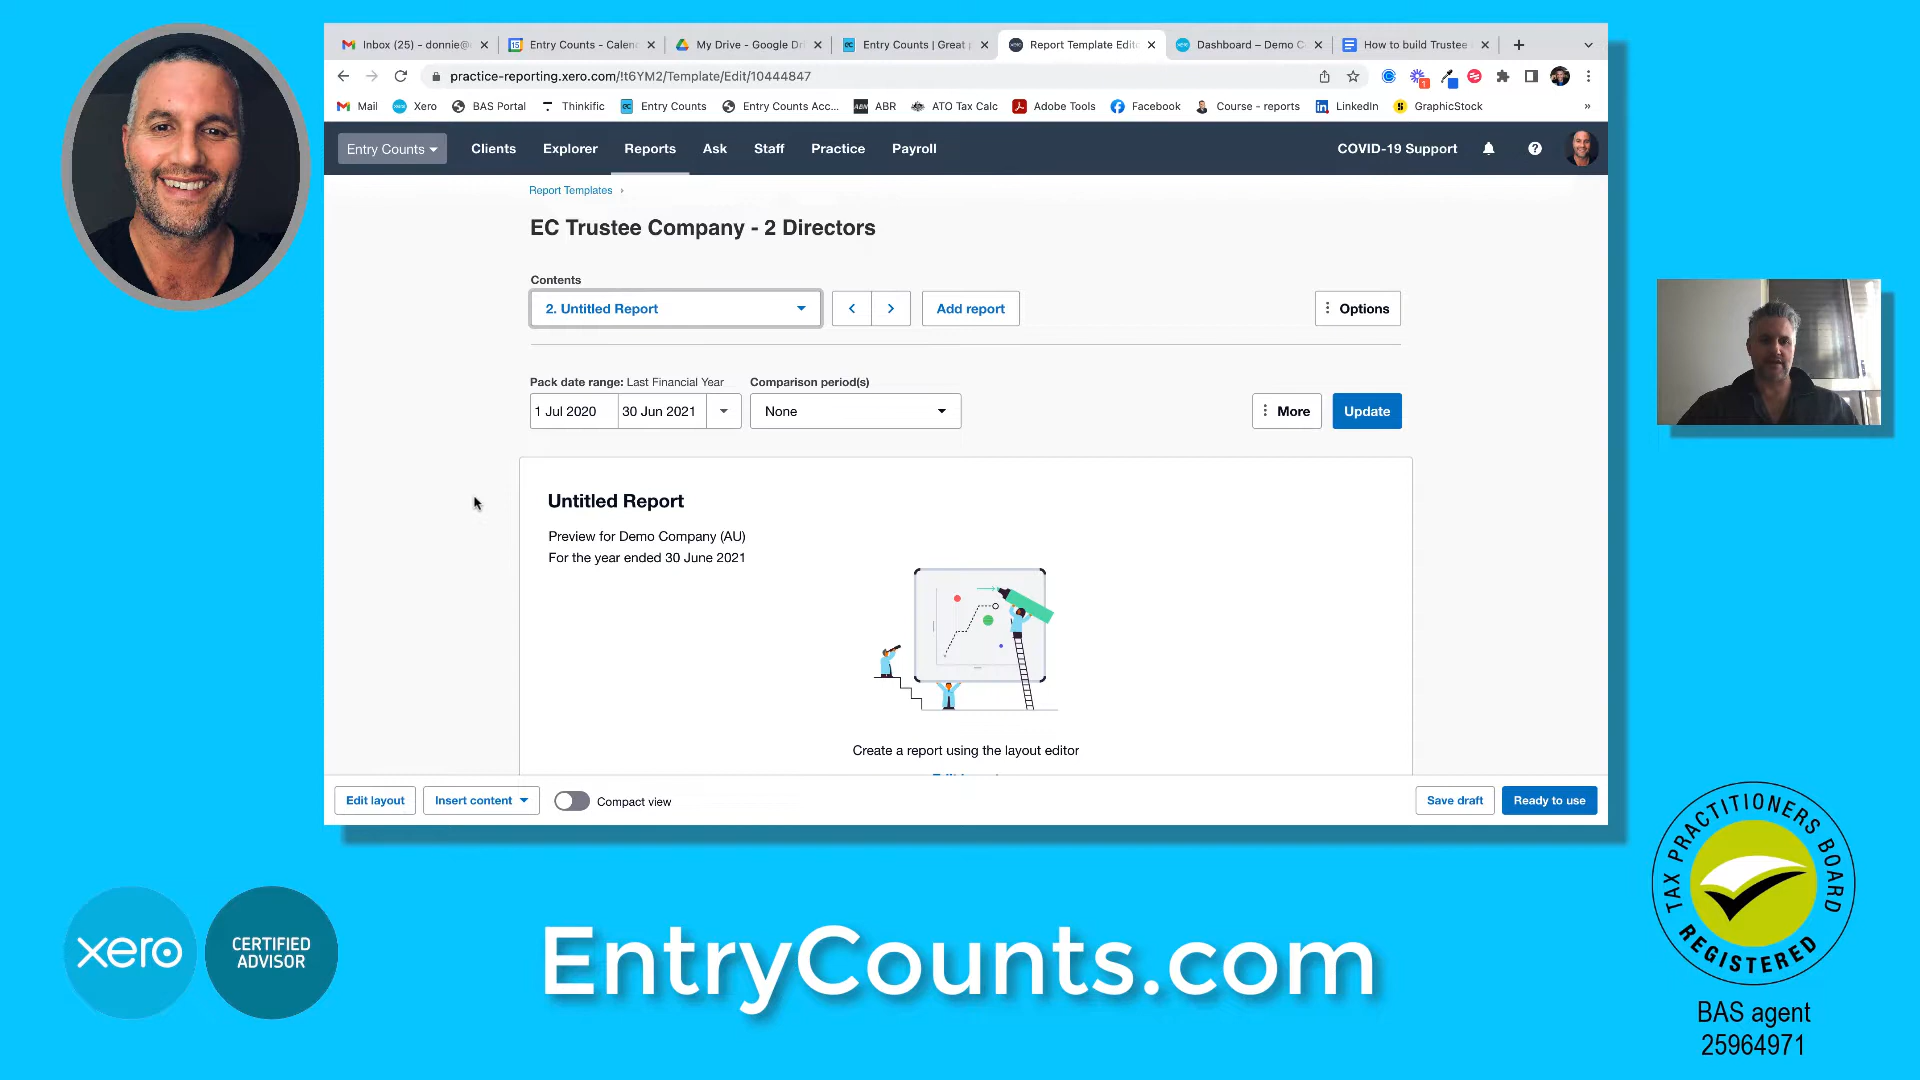 Inbox (25) - donnie@
Entry Counts - Calen
My Drive - Google Dri
Entry Counts | Great p
Report Template Edito
Dashboard – Demo C
How to build Trustee
practice-reporting.xero.com/!t6YM2/Template/Edit/10444847
Mail
Xero
BAS Portal
Thinkific
Entry Counts
Entry Counts Acc...
ABR
ATO Tax Calc
Adobe Tools
Facebook
Course - reports
LinkedIn
GraphicStock
»
Entry Counts
Clients
Explorer
Reports
Ask
Staff
Practice
Payroll
COVID-19 Support
Report Templates ›
EC Trustee Company - 2 Directors
Contents
2. Untitled Report
Add report
Options
Pack date range: Last Financial Year
Comparison period(s)
1 Jul 2020
30 Jun 2021
None
More
Update
Untitled Report
Preview for Demo Company (AU)
For the year ended 30 June 2021
Create a report using the layout editor
Edit layout
Insert content
Compact view
Save draft
Ready to use
xero
CERTIFIED
ADVISOR
EntryCounts.com
TAX PRACTITIONERS BOARD
REGISTERED
BAS agent
25964971